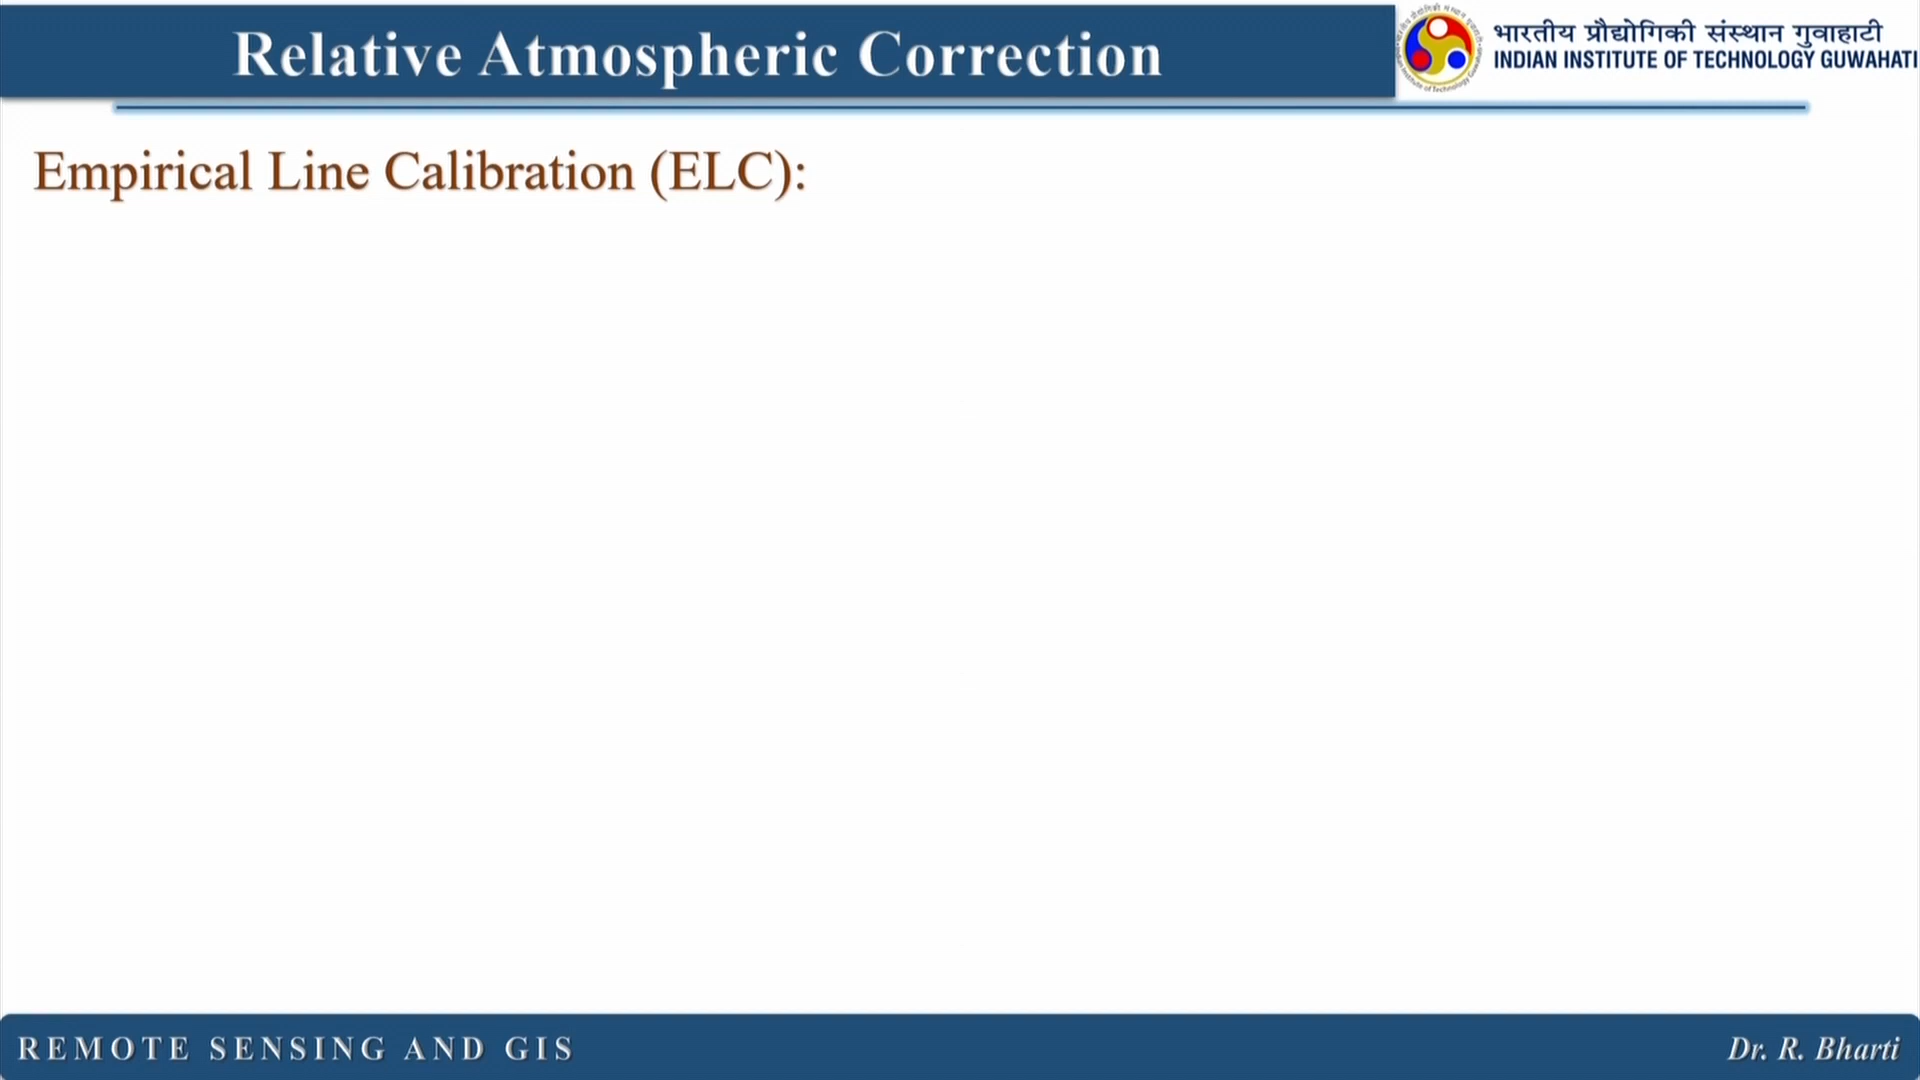 Relative Atmospheric Correction
भारतीय प्रौद्योगिकी संस्थान गुवाहाटी
INDIAN INSTITUTE OF TECHNOLOGY GUWAHATI
Empirical Line Calibration (ELC):
REMOTE SENSING AND GIS
Dr. R. Bharti